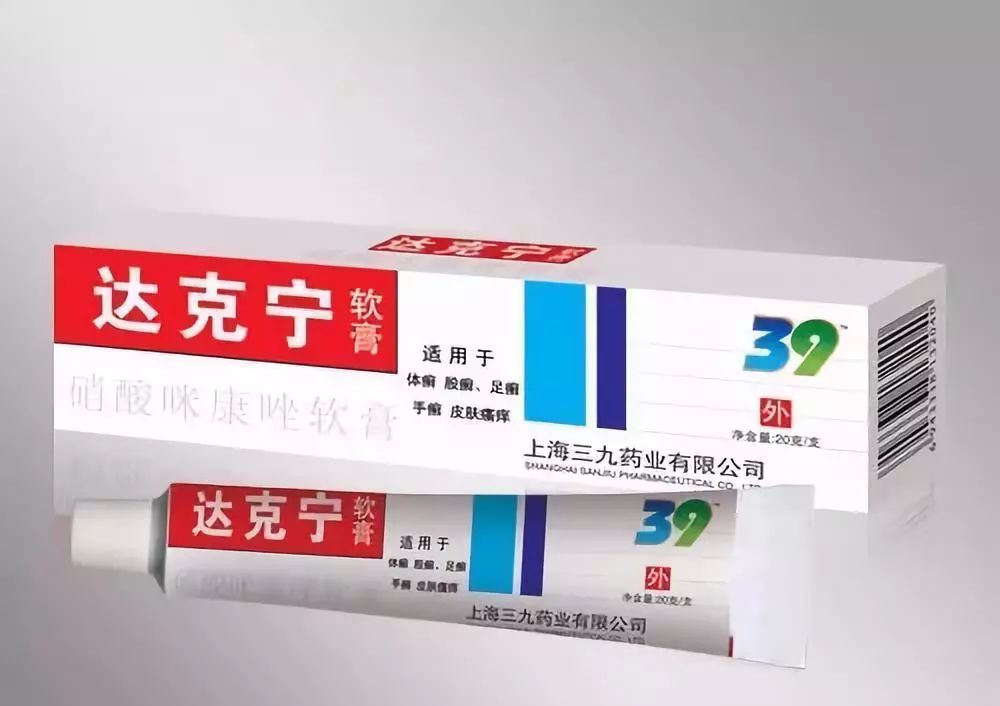 达克宁软膏
达克宁
软膏
硝酸咪康唑软膏
适用于
体癣 股癣、足癣
手癣 皮肤瘙痒
39™
外
净含量:20克/支
上海三九药业有限公司
SHANGHAI SANJIU PHARMACEUTICAL CO., LTD
达克宁
软膏
适用于
体癣 股癣、足癣
手癣 皮肤瘙痒
39
外
净含量:20克/支
上海三九药业有限公司